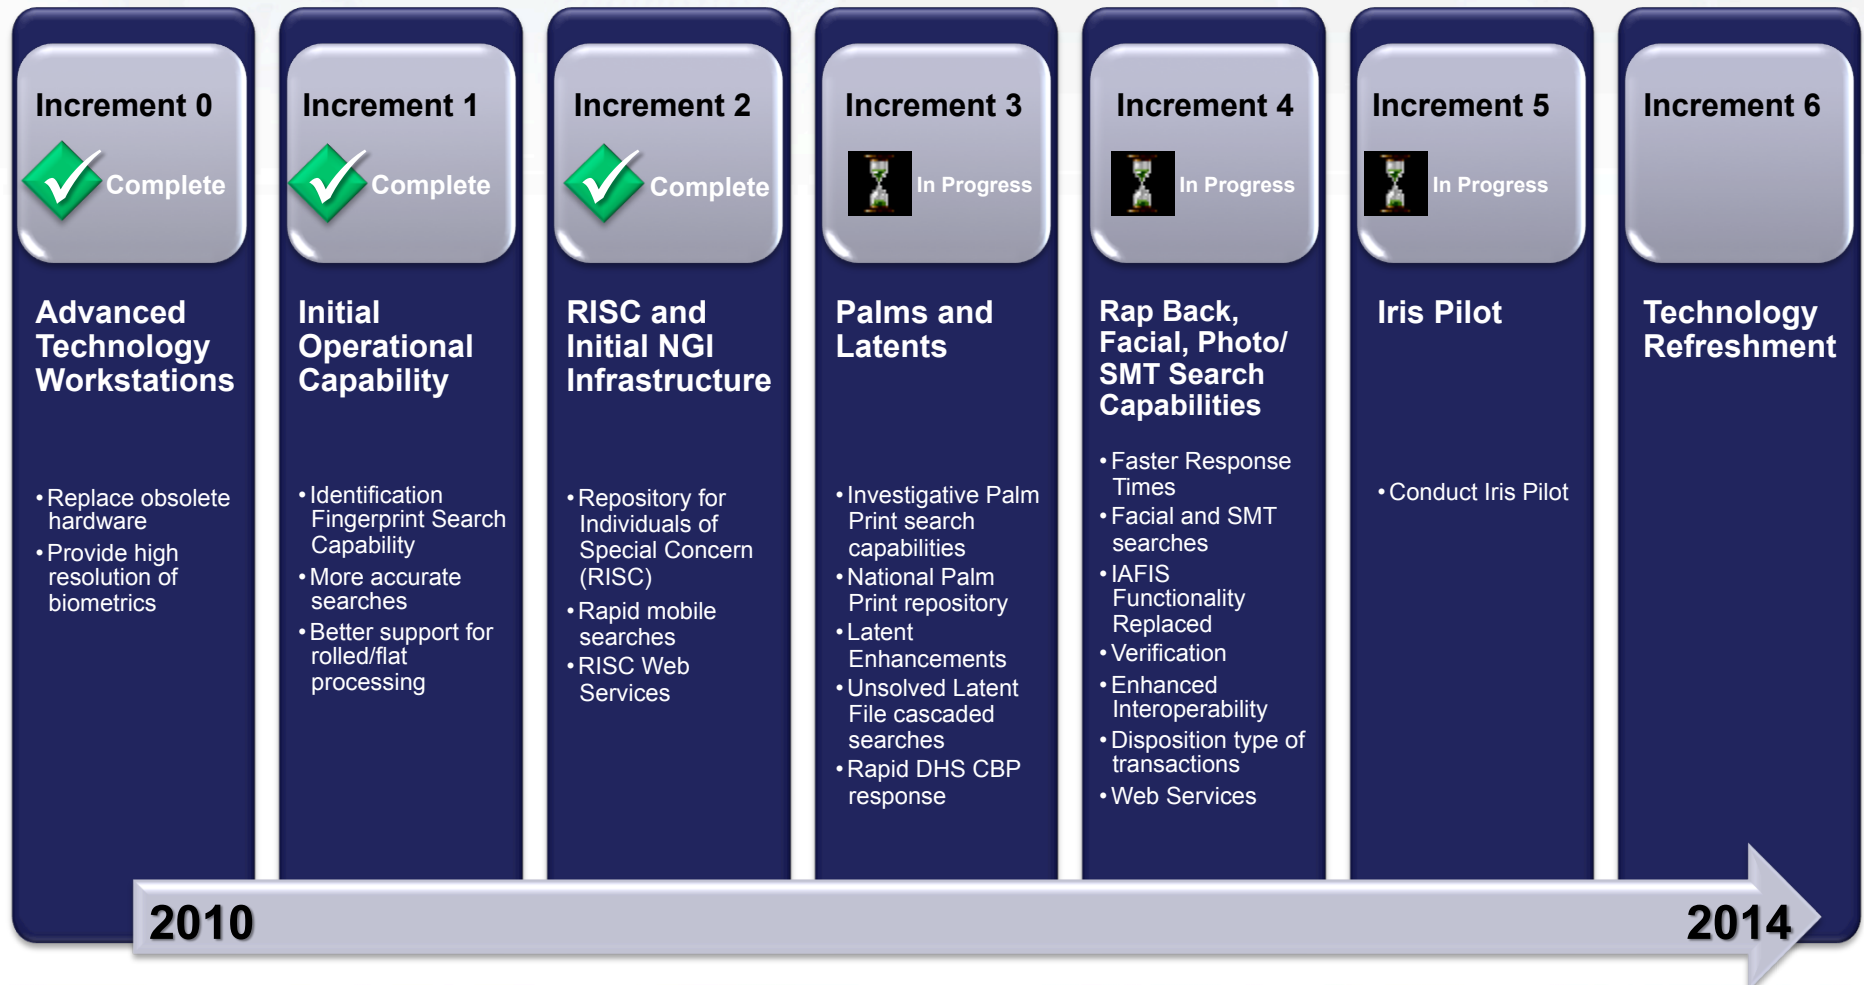 Increment 0
Complete
Advanced
Technology
Workstations
• Replace obsolete
hardware
• Provide high
resolution of
biometrics
Increment 1
Complete
Initial
Operational
Capability
• Identification
Fingerprint Search
Capability
• More accurate
searches
• Better support for
rolled/flat
processing
Increment 2
Complete
RISC and
Initial NGI
Infrastructure
• Repository for
Individuals of
Special Concern
(RISC)
• Rapid mobile
searches
• RISC Web
Services
Increment 3
In Progress
Palms and
Latents
• Investigative Palm
Print search
capabilities
• National Palm
Print repository
• Latent
Enhancements
• Unsolved Latent
File cascaded
searches
• Rapid DHS CBP
response
Increment 4
In Progress
Rap Back,
Facial, Photo/
SMT Search
Capabilities
• Faster Response
Times
• Facial and SMT
searches
• IAFIS
Functionality
Replaced
• Verification
• Enhanced
Interoperability
• Disposition type of
transactions
• Web Services
Increment 5
In Progress
Iris Pilot
• Conduct Iris Pilot
Increment 6
Technology
Refreshment
2010
2014